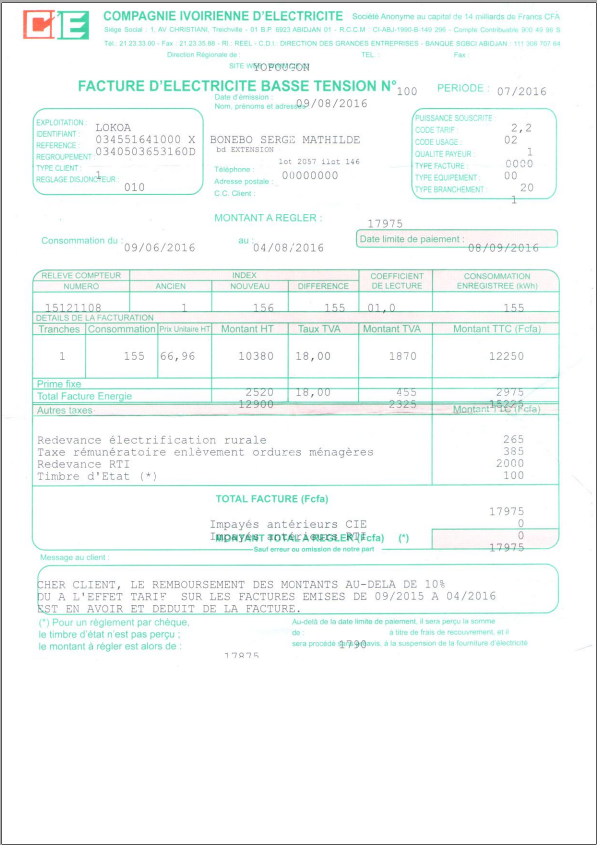 CIE
COMPAGNIE IVOIRIENNE D'ELECTRICITE Société Anonyme au capital de 14 milliards de Francs CFA
Siège Social : 1, AV CHRISTIANI, Treichville - 01 B.P. 6923 ABIDJAN 01 - R.C.C.M : CI-ABJ-1990-B-149 296 - Compte Contribuable
Tél. 21.23.33.00 - Fax : 21.23.35.88 - RI : REEL - C.D.I : DIRECTION DES GRANDES ENTREPRISES - BANQUE SGBCI ABIDJAN :
Direction Régionale de : TEL. : Fax :
SITE WEB
YOPOUGON
FACTURE D'ELECTRICITE BASSE TENSION N° 100 PERIODE : 07/2016
Date d'émission : 09/08/2016
Nom, prénoms et adresse
EXPLOITATION : LOKOA
IDENTIFIANT : 034551641000 X
REFERENCE : 0340503653160D
REGROUPEMENT
TYPE CLIENT : 1
REGLAGE DISJONCTEUR : 010
BONEBO SERGE MATHILDE
bd EXTENSION
lot 2057 ilot 146
Téléphone : 00000000
Adresse postale :
C.C. Client :
PUISSANCE SOUSCRITE 2,2
CODE TARIF : 02
CODE USAGE : 1
QUALITE PAYEUR : 0000
TYPE FACTURE : 00
TYPE EQUIPEMENT : 20
TYPE BRANCHEMENT : 1
MONTANT A REGLER : 17975
Consommation du : 09/06/2016 au : 04/08/2016 Date limite de paiement : 08/09/2016
RELEVE COMPTEUR INDEX COEFFICIENT DE LECTURE CONSOMMATION ENREGISTREE (kWh)
NUMERO ANCIEN NOUVEAU DIFFERENCE
15121108 1 156 155 01,0 155
DETAILS DE LA FACTURATION
Tranches Consommation Prix Unitaire HT Montant HT Taux TVA Montant TVA Montant TTC (Fcfa)
1 155 66,96 10380 18,00 1870 12250
Prime fixe 2520 18,00 455 2975
Total Facture Energie 12900 2325 15225
Autres taxes Montant TTC (Fcfa)
Redevance électrification rurale 265
Taxe rémunératoire enlèvement ordures ménagères 385
Redevance RTI 2000
Timbre d'Etat (*) 100
TOTAL FACTURE (Fcfa) 17975
Impayés antérieurs CIE 0
Impayés antérieurs RTI 0
MONTANT TOTAL A REGLER (Fcfa) (*) 17975
Sauf erreur ou omission de notre part
Message au client :
CHER CLIENT, LE REMBOURSEMENT DES MONTANTS AU-DELA DE 10%
DU A L'EFFET TARIF SUR LES FACTURES EMISES DE 09/2015 A 04/2016
EST EN AVOIR ET DEDUIT DE LA FACTURE.
(*) Pour un règlement par chèque,
le timbre d'état n'est pas perçu ;
le montant à régler est alors de :
17875
Au-delà de la date limite de paiement, il sera perçu la somme
de : 1790 à titre de frais de recouvrement, et il
sera procédé avis, à la suspension de la fourniture d'électricité